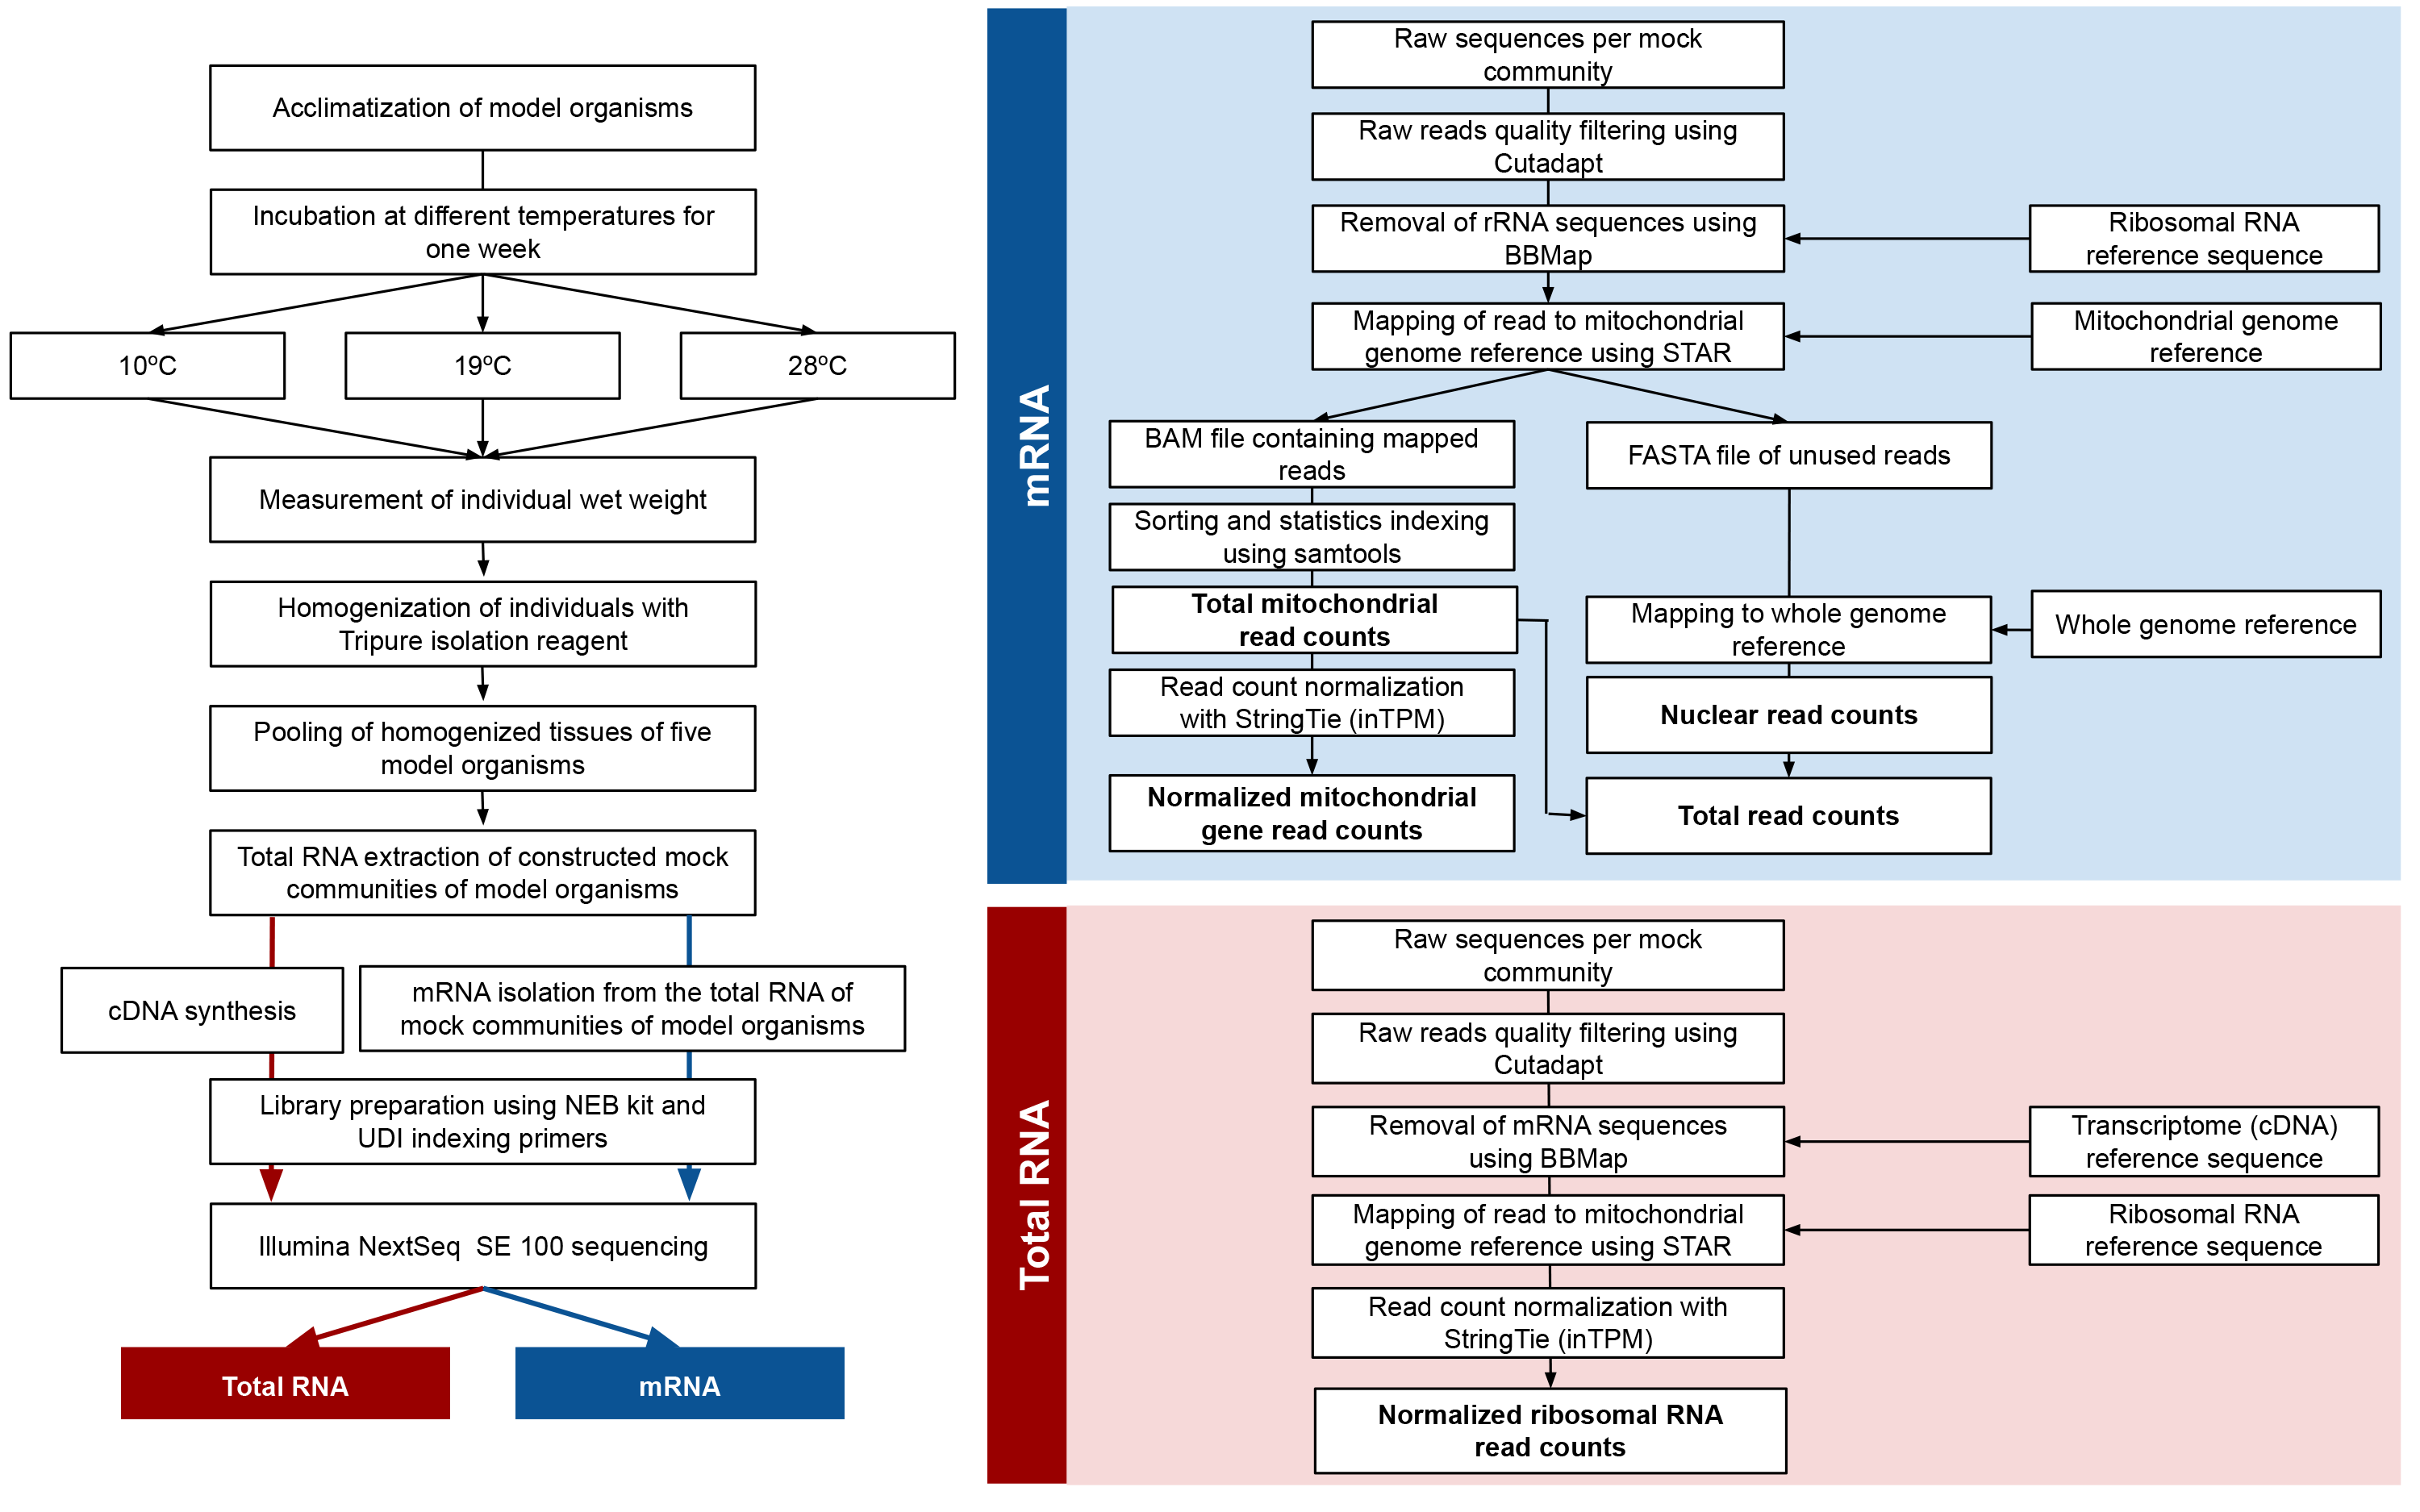 Acclimatization of model organisms
Incubation at different temperatures for
one week
10ºC
19ºC
28ºC
Measurement of individual wet weight
Homogenization of individuals with
Tripure isolation reagent
Pooling of homogenized tissues of five
model organisms
Total RNA extraction of constructed mock
communities of model organisms
cDNA synthesis
mRNA isolation from the total RNA of
mock communities of model organisms
Library preparation using NEB kit and
UDI indexing primers
Illumina NextSeq  SE 100 sequencing
Total RNA
mRNA
mRNA
Raw sequences per mock
community
Raw reads quality filtering using
Cutadapt
Removal of rRNA sequences using
BBMap
Ribosomal RNA
reference sequence
Mapping of read to mitochondrial
genome reference using STAR
Mitochondrial genome
reference
BAM file containing mapped
reads
FASTA file of unused reads
Sorting and statistics indexing
using samtools
Total mitochondrial
read counts
Mapping to whole genome
reference
Whole genome reference
Read count normalization
with StringTie (inTPM)
Nuclear read counts
Normalized mitochondrial
gene read counts
Total read counts
Total RNA
Raw sequences per mock
community
Raw reads quality filtering using
Cutadapt
Removal of mRNA sequences
using BBMap
Transcriptome (cDNA)
reference sequence
Mapping of read to mitochondrial
genome reference using STAR
Ribosomal RNA
reference sequence
Read count normalization with
StringTie (inTPM)
Normalized ribosomal RNA
read counts